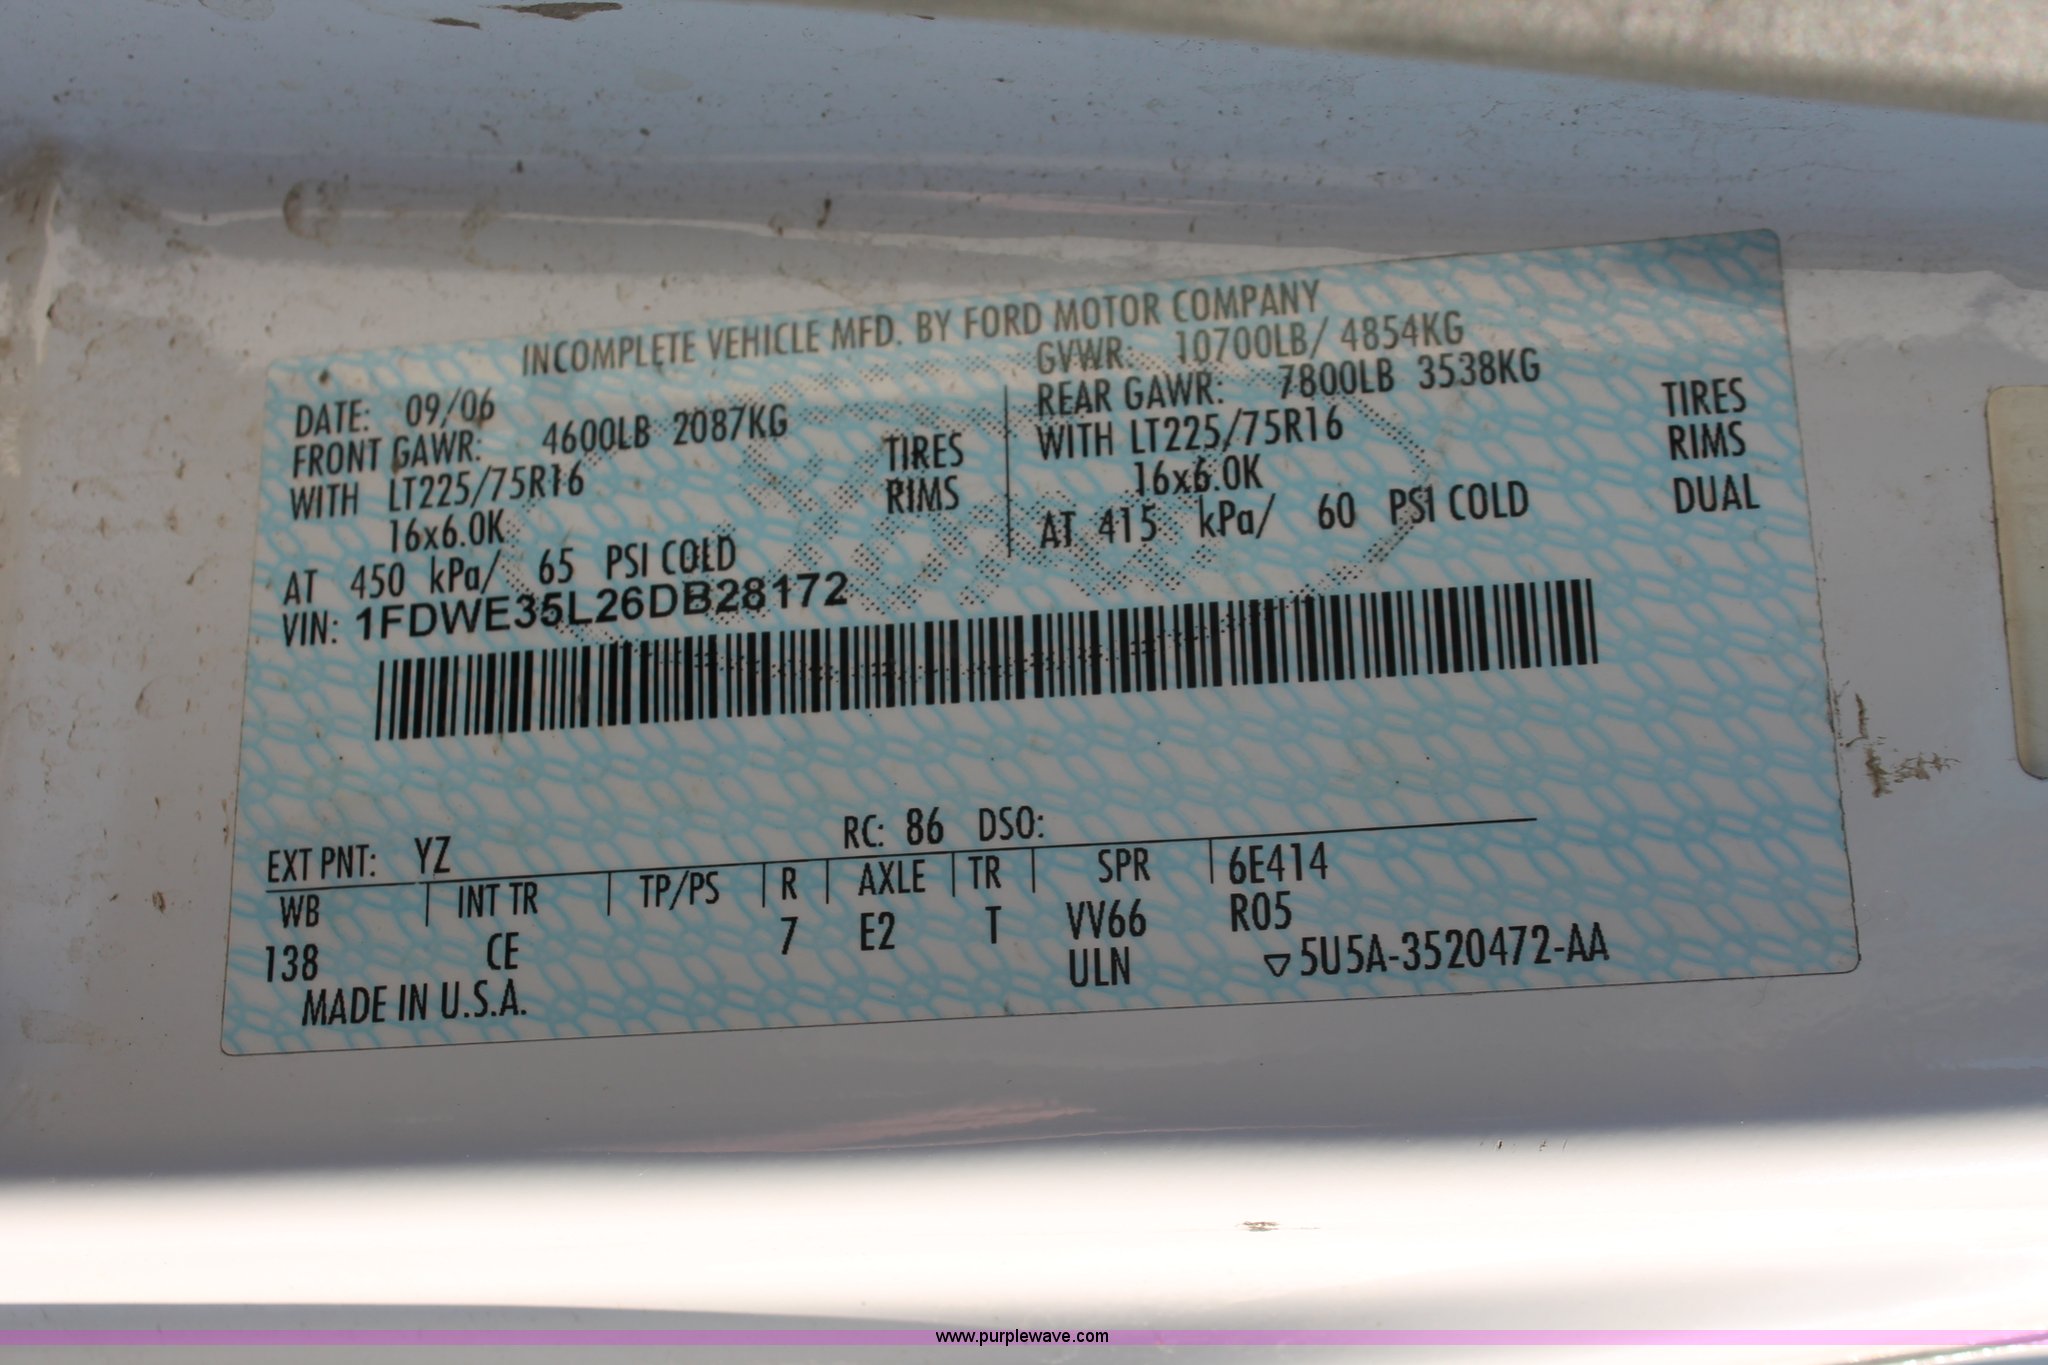 INCOMPLETE VEHICLE MFD. BY FORD MOTOR COMPANY
DATE: 09/06
FRONT GAWR: 4600LB 2087KG
WITH LT225/75R16 TIRES
16x6.0K RIMS
AT 450 kPa/ 65 PSI COLD
GVWR: 10700LB/ 4854KG
REAR GAWR: 7800LB 3538KG
WITH LT225/75R16 TIRES
16x6.0K RIMS
AT 415 kPa/ 60 PSI COLD DUAL
VIN: 1FDWE35L26DB28172
EXT PNT: YZ RC: 86 DSO:
WB INT TR TP/PS R AXLE TR SPR 6E414
138 CE 7 E2 T VV66 R05
ULN ▽5U5A-3520472-AA
MADE IN U.S.A.
www.purplewave.com